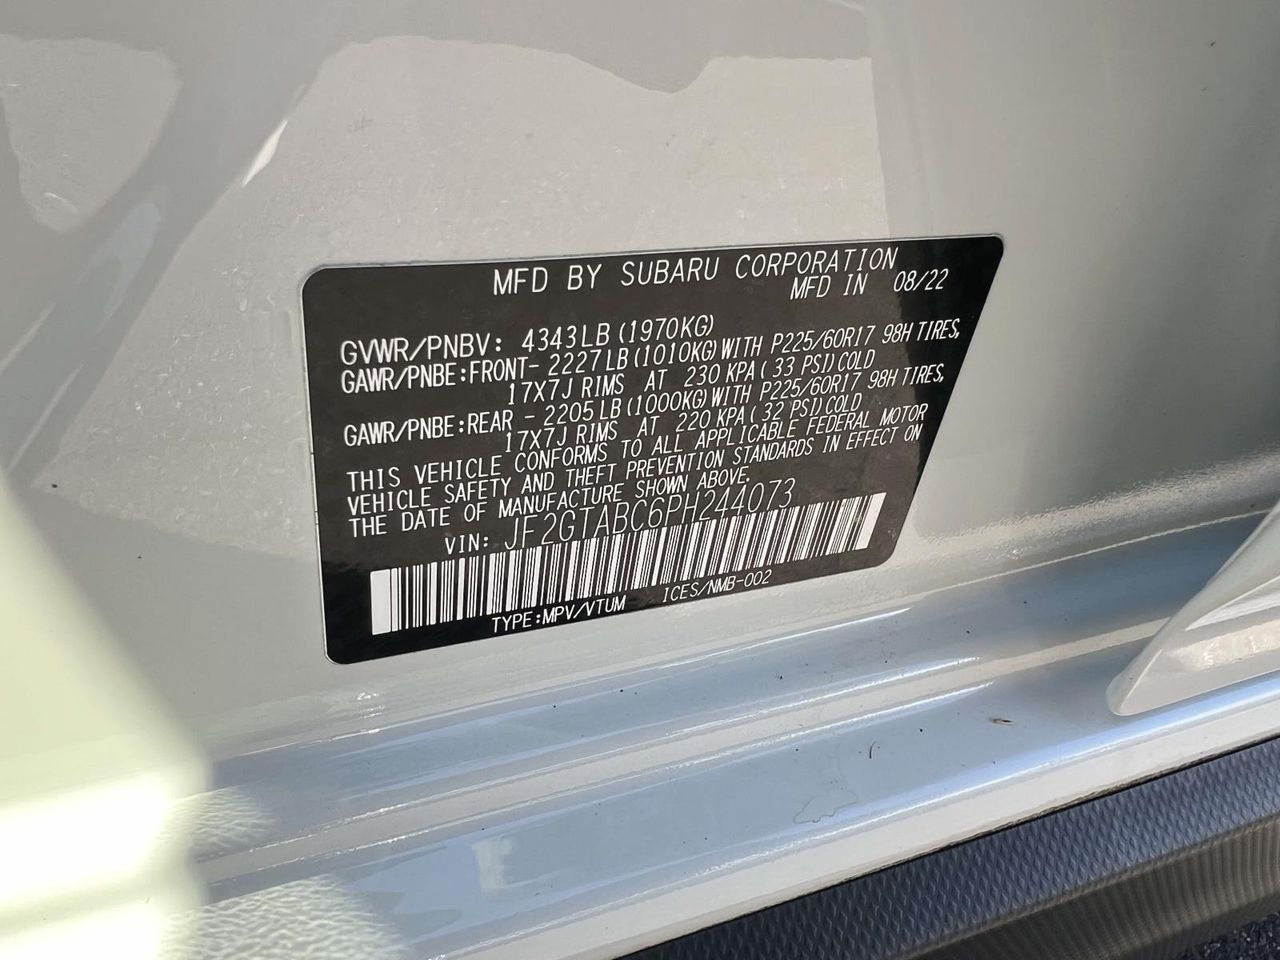 MFD BY SUBARU CORPORATION
MFD IN 08/22
GVWR/PNBV: 4343LB (1970KG)
GAWR/PNBE:FRONT- 2227LB (1010KG) WITH P225/60R17 98H TIRES,
17X7J RIMS AT 230 KPA (33 PSI) COLD
GAWR/PNBE:REAR - 2205LB (1000KG) WITH P225/60R17 98H TIRES,
17X7J RIMS AT 220 KPA (32 PSI) COLD
THIS VEHICLE CONFORMS TO ALL APPLICABLE FEDERAL MOTOR
VEHICLE SAFETY AND THEFT PREVENTION STANDARDS IN EFFECT ON
THE DATE OF MANUFACTURE SHOWN ABOVE.
VIN: JF2GTABC6PH244073
TYPE:MPV/VTUM ICES/NMB-002